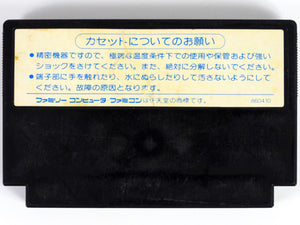 カセットについてのお願い
●精密機器ですので、極端な温度条件下での使用や保管および強い
ショックをさけてください。また、絶対に分解しないでください。
●端子部に手を触れたり、水にぬらしたりして汚さないようにして
ください。故障の原因となります。
ファミリーコンピュータ ファミコンは任天堂の商標です。